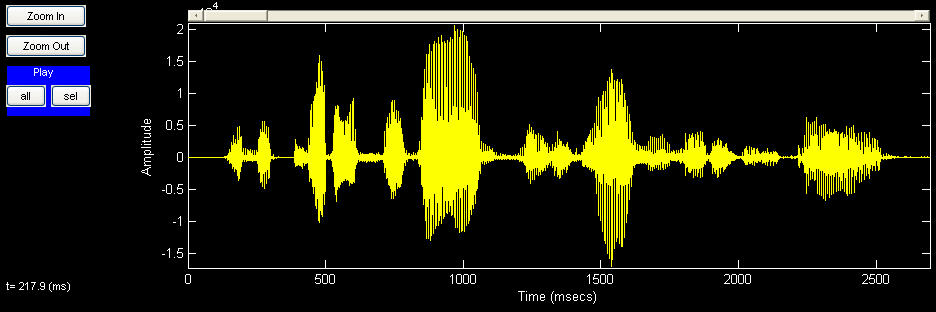 Zoom In
Zoom Out
Play
all
sel
t= 217.9 (ms)
2
1.5
1
0.5
0
-0.5
-1
-1.5
Amplitude
0
500
1000
1500
2000
2500
Time (msecs)